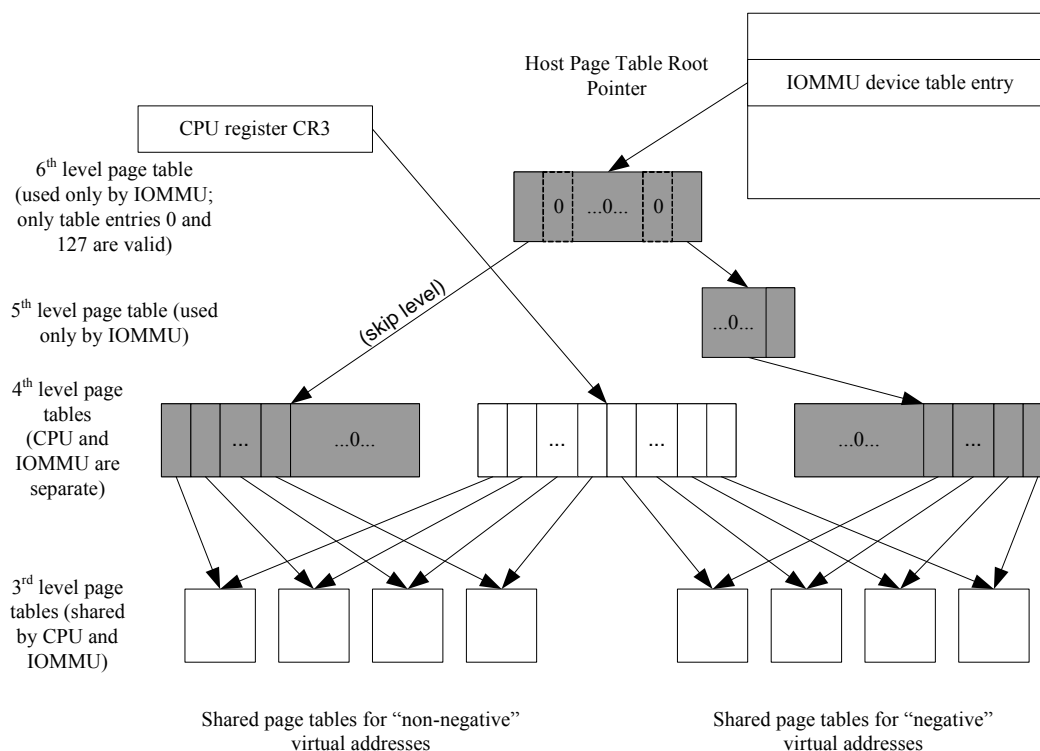 Host Page Table Root
Pointer
IOMMU device table entry
CPU register CR3
6th level page table
(used only by IOMMU;
only table entries 0 and
127 are valid)
0 ...0... 0
(skip level)
5th level page table (used
only by IOMMU)
...0...
4th level page
tables
(CPU and
IOMMU are
separate)
... ...0...
... ...
...0... ...
3rd level page
tables (shared
by CPU and
IOMMU)
Shared page tables for “non-negative”
virtual addresses
Shared page tables for “negative”
virtual addresses